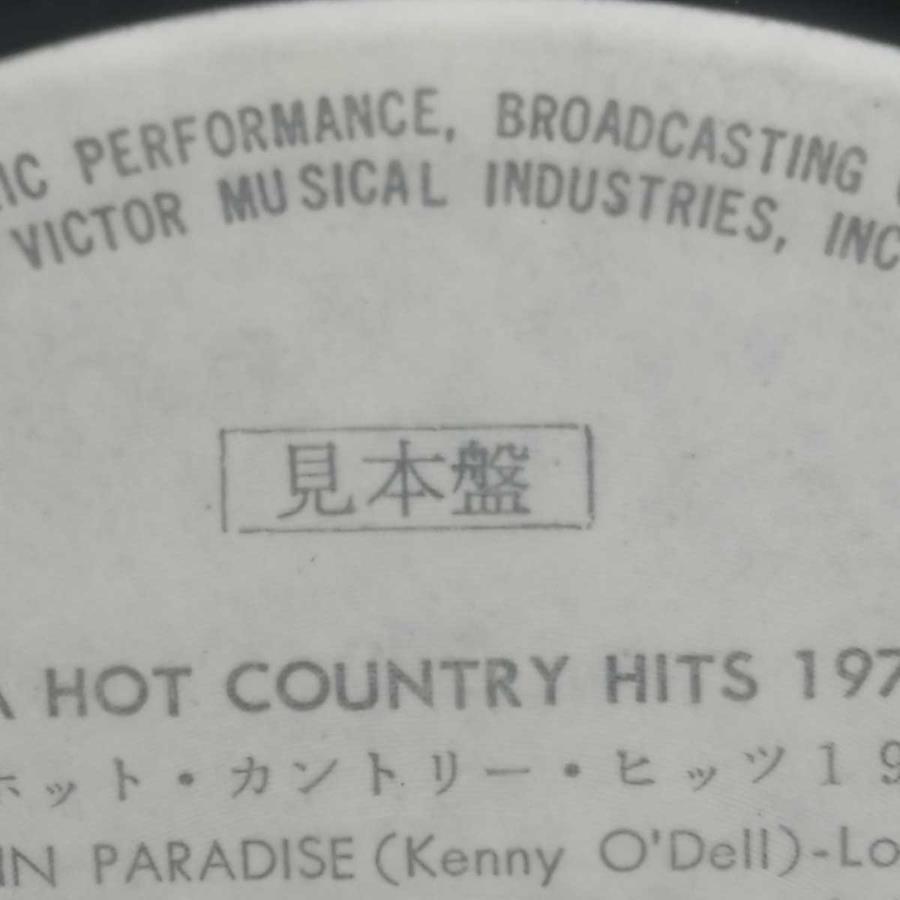 IC PERFORMANCE, BROADCASTING
VICTOR MUSICAL INDUSTRIES, INC
見本盤
A HOT COUNTRY HITS 197
ホット・カントリー・ヒッツ19
IN PARADISE (Kenny O'Dell)-Lo